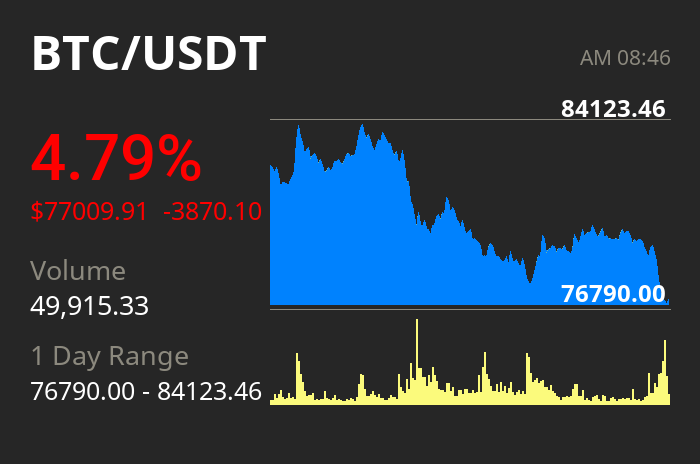 BTC/USDT
AM 08:46
84123.46
4.79%
$77009.91 -3870.10
Volume
49,915.33
76790.00
1 Day Range
76790.00 - 84123.46